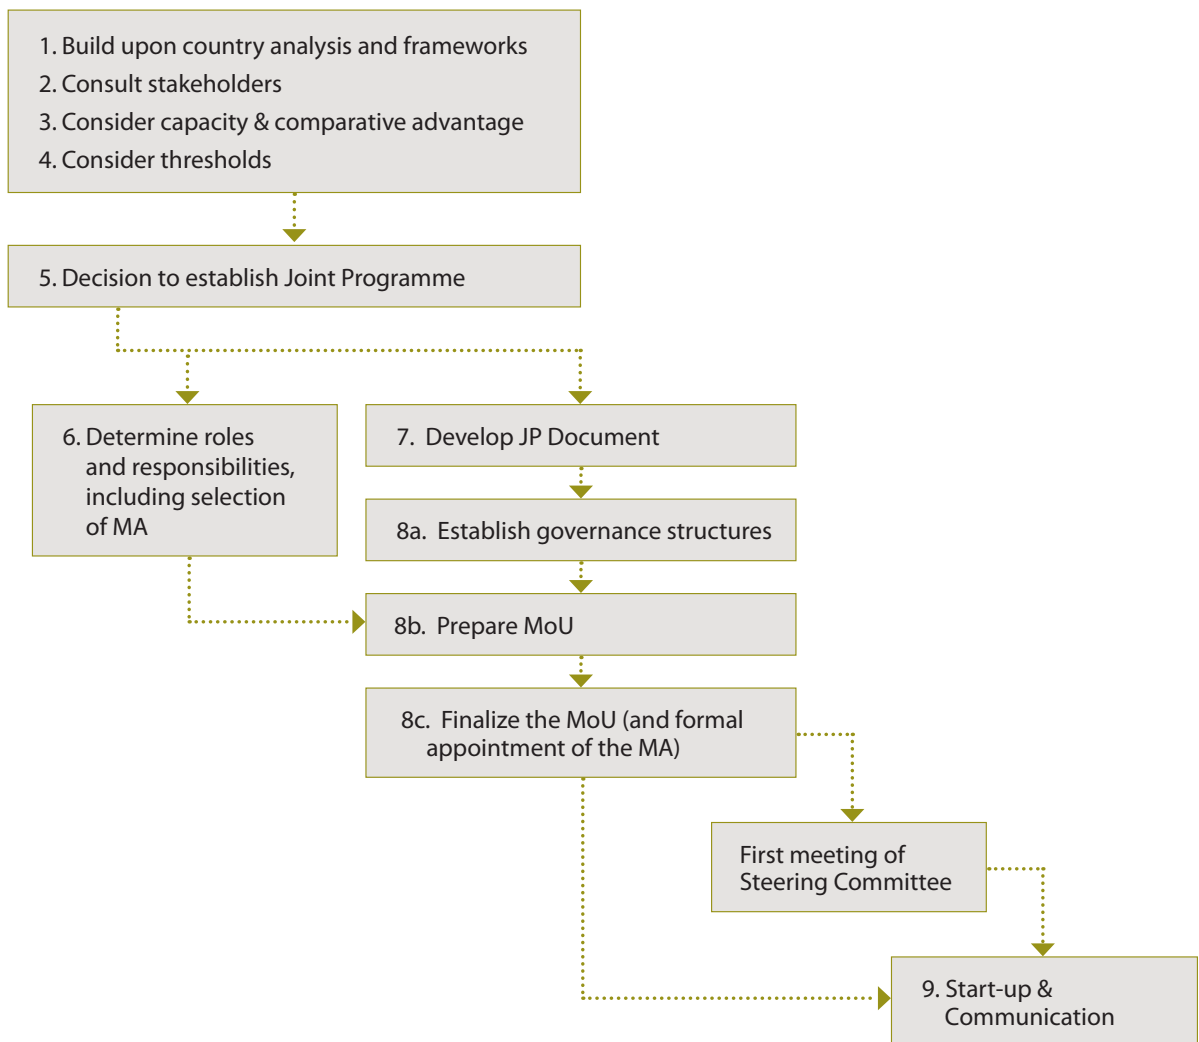 1. Build upon country analysis and frameworks
2. Consult stakeholders
3. Consider capacity & comparative advantage
4. Consider thresholds
5. Decision to establish Joint Programme
6. Determine roles
and responsibilities,
including selection
of MA
7. Develop JP Document
8a. Establish governance structures
8b. Prepare MoU
8c. Finalize the MoU (and formal
appointment of the MA)
First meeting of
Steering Committee
9. Start-up &
Communication